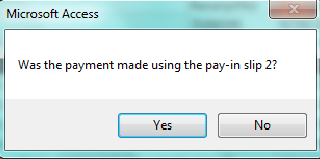 Microsoft Access
Was the payment made using the pay-in slip 2?
Yes
No